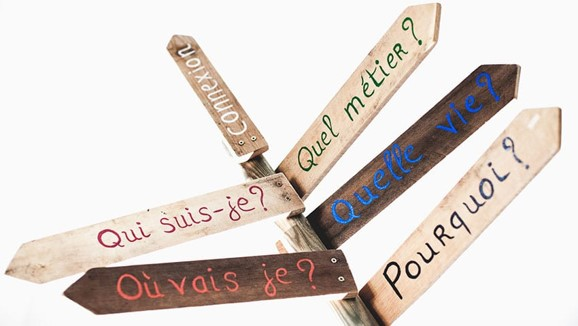 Connexion
Quel métier?
Quelle vie?
Qui suis-je?
Pourquoi?
Où vais je?